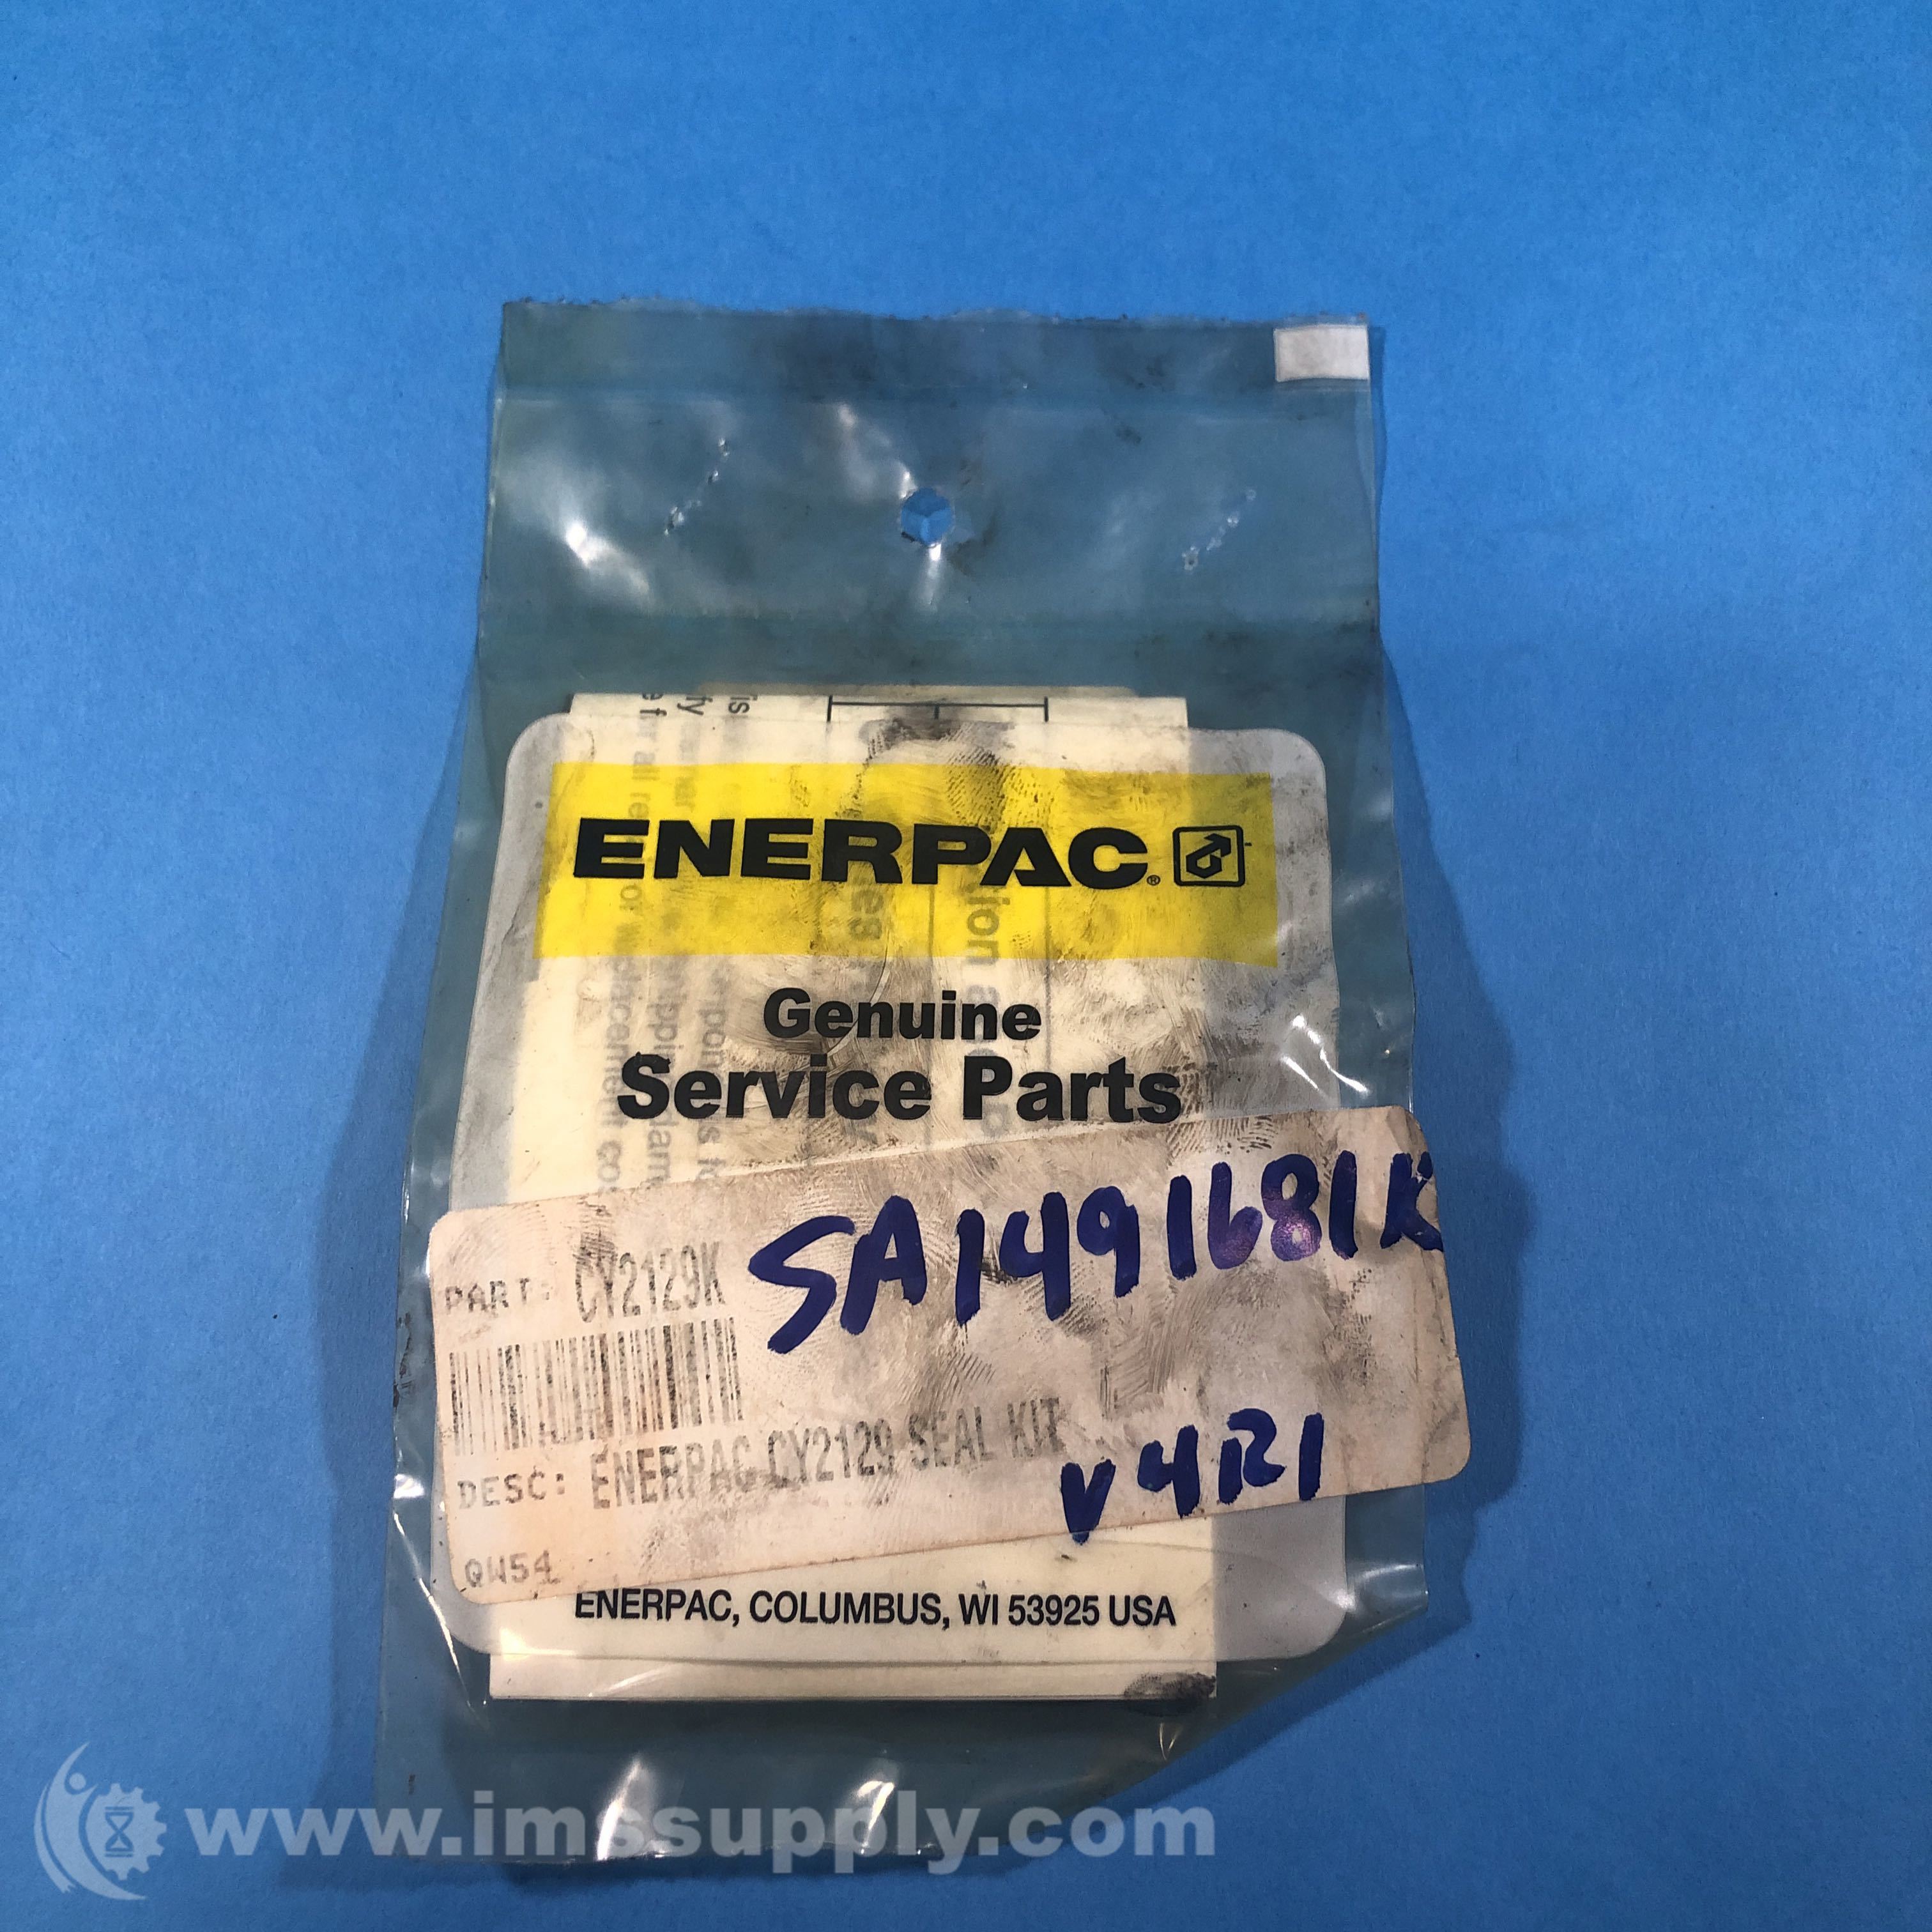 ENERPAC®
Genuine
Service Parts
SA1491681K
PART: CY2129K
DESC: ENERPAC CY2129 SEAL KIT
V4R1
QW54
ENERPAC, COLUMBUS, WI 53925 USA
www.imssupply.com